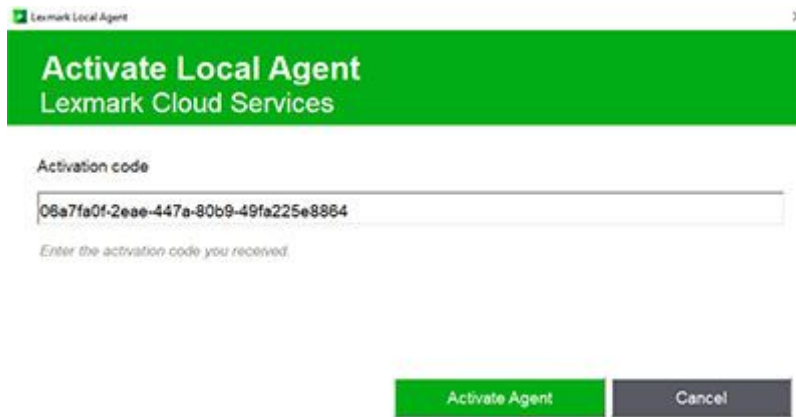 Lexmark Local Agent
Activate Local Agent
Lexmark Cloud Services
Activation code
06a7fa0f-2eae-447a-80b9-49fa225e8864
Enter the activation code you received.
Activate Agent
Cancel